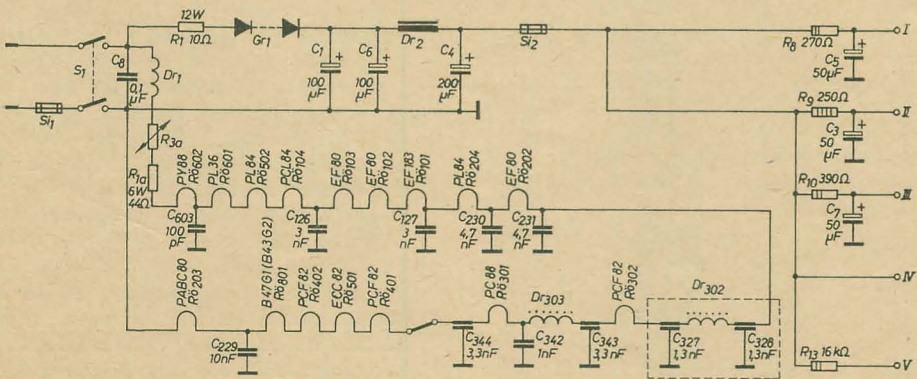 12W
R1 10Ω
Gr1
C1
100
µF
+
C6
100
µF
+
Dr2
C4
200
µF
+
Si2
R8 270Ω
+
C5
50µF
I
S1
C8
0,1
µF
Dr1
Si1
R9 250Ω
+
C3
50
µF
II
R3a
R1a
6W
44Ω
PY88
Rö602
PL36
Rö601
PL84
Rö502
PCL84
Rö104
EF80
Rö103
EF80
Rö102
EF183
Rö101
PL84
Rö204
EF80
Rö202
R10 390Ω
+
C7
50
µF
III
C603
100
pF
C126
3
nF
C127
3
nF
C230
4,7
nF
C231
4,7
nF
PABC80
Rö203
B47G1(B43G2)
Rö801
PCF82
Rö402
ECC82
Rö501
PCF82
Rö401
PC88
Rö301
Dr303
PCF82
Rö302
Dr302
IV
C229
10nF
C344
3,3nF
C342
1nF
C343
3,3nF
C327
1,3nF
C328
1,3nF
R13 16kΩ
V